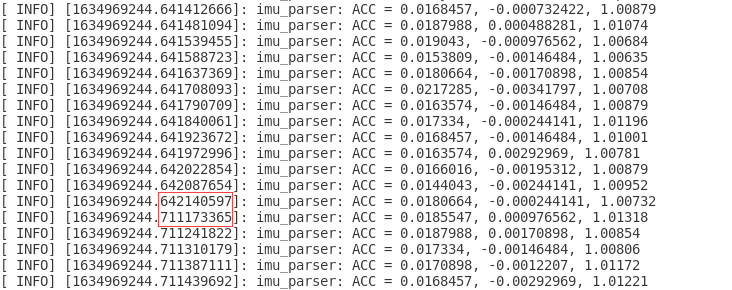 [ INFO] [1634969244.641412666]: imu_parser: ACC = 0.0168457, -0.000732422, 1.00879
[ INFO] [1634969244.641481094]: imu_parser: ACC = 0.0187988, 0.000488281, 1.01074
[ INFO] [1634969244.641539455]: imu_parser: ACC = 0.019043, -0.000976562, 1.00684
[ INFO] [1634969244.641588723]: imu_parser: ACC = 0.0153809, -0.00146484, 1.00635
[ INFO] [1634969244.641637369]: imu_parser: ACC = 0.0180664, -0.00170898, 1.00854
[ INFO] [1634969244.641708093]: imu_parser: ACC = 0.0217285, -0.00341797, 1.00708
[ INFO] [1634969244.641790709]: imu_parser: ACC = 0.0163574, -0.00146484, 1.00879
[ INFO] [1634969244.641840061]: imu_parser: ACC = 0.017334, -0.000244141, 1.01196
[ INFO] [1634969244.641923672]: imu_parser: ACC = 0.0168457, -0.00146484, 1.01001
[ INFO] [1634969244.641972996]: imu_parser: ACC = 0.0163574, 0.00292969, 1.00781
[ INFO] [1634969244.642022854]: imu_parser: ACC = 0.0166016, -0.00195312, 1.00879
[ INFO] [1634969244.642087654]: imu_parser: ACC = 0.0144043, -0.00244141, 1.00952
[ INFO] [1634969244.642140597]: imu_parser: ACC = 0.0180664, -0.000244141, 1.00732
[ INFO] [1634969244.711173365]: imu_parser: ACC = 0.0185547, 0.000976562, 1.01318
[ INFO] [1634969244.711241822]: imu_parser: ACC = 0.0187988, 0.00170898, 1.00854
[ INFO] [1634969244.711310179]: imu_parser: ACC = 0.017334, -0.00146484, 1.00806
[ INFO] [1634969244.711387111]: imu_parser: ACC = 0.0170898, -0.0012207, 1.01172
[ INFO] [1634969244.711439692]: imu_parser: ACC = 0.0168457, -0.00292969, 1.01221